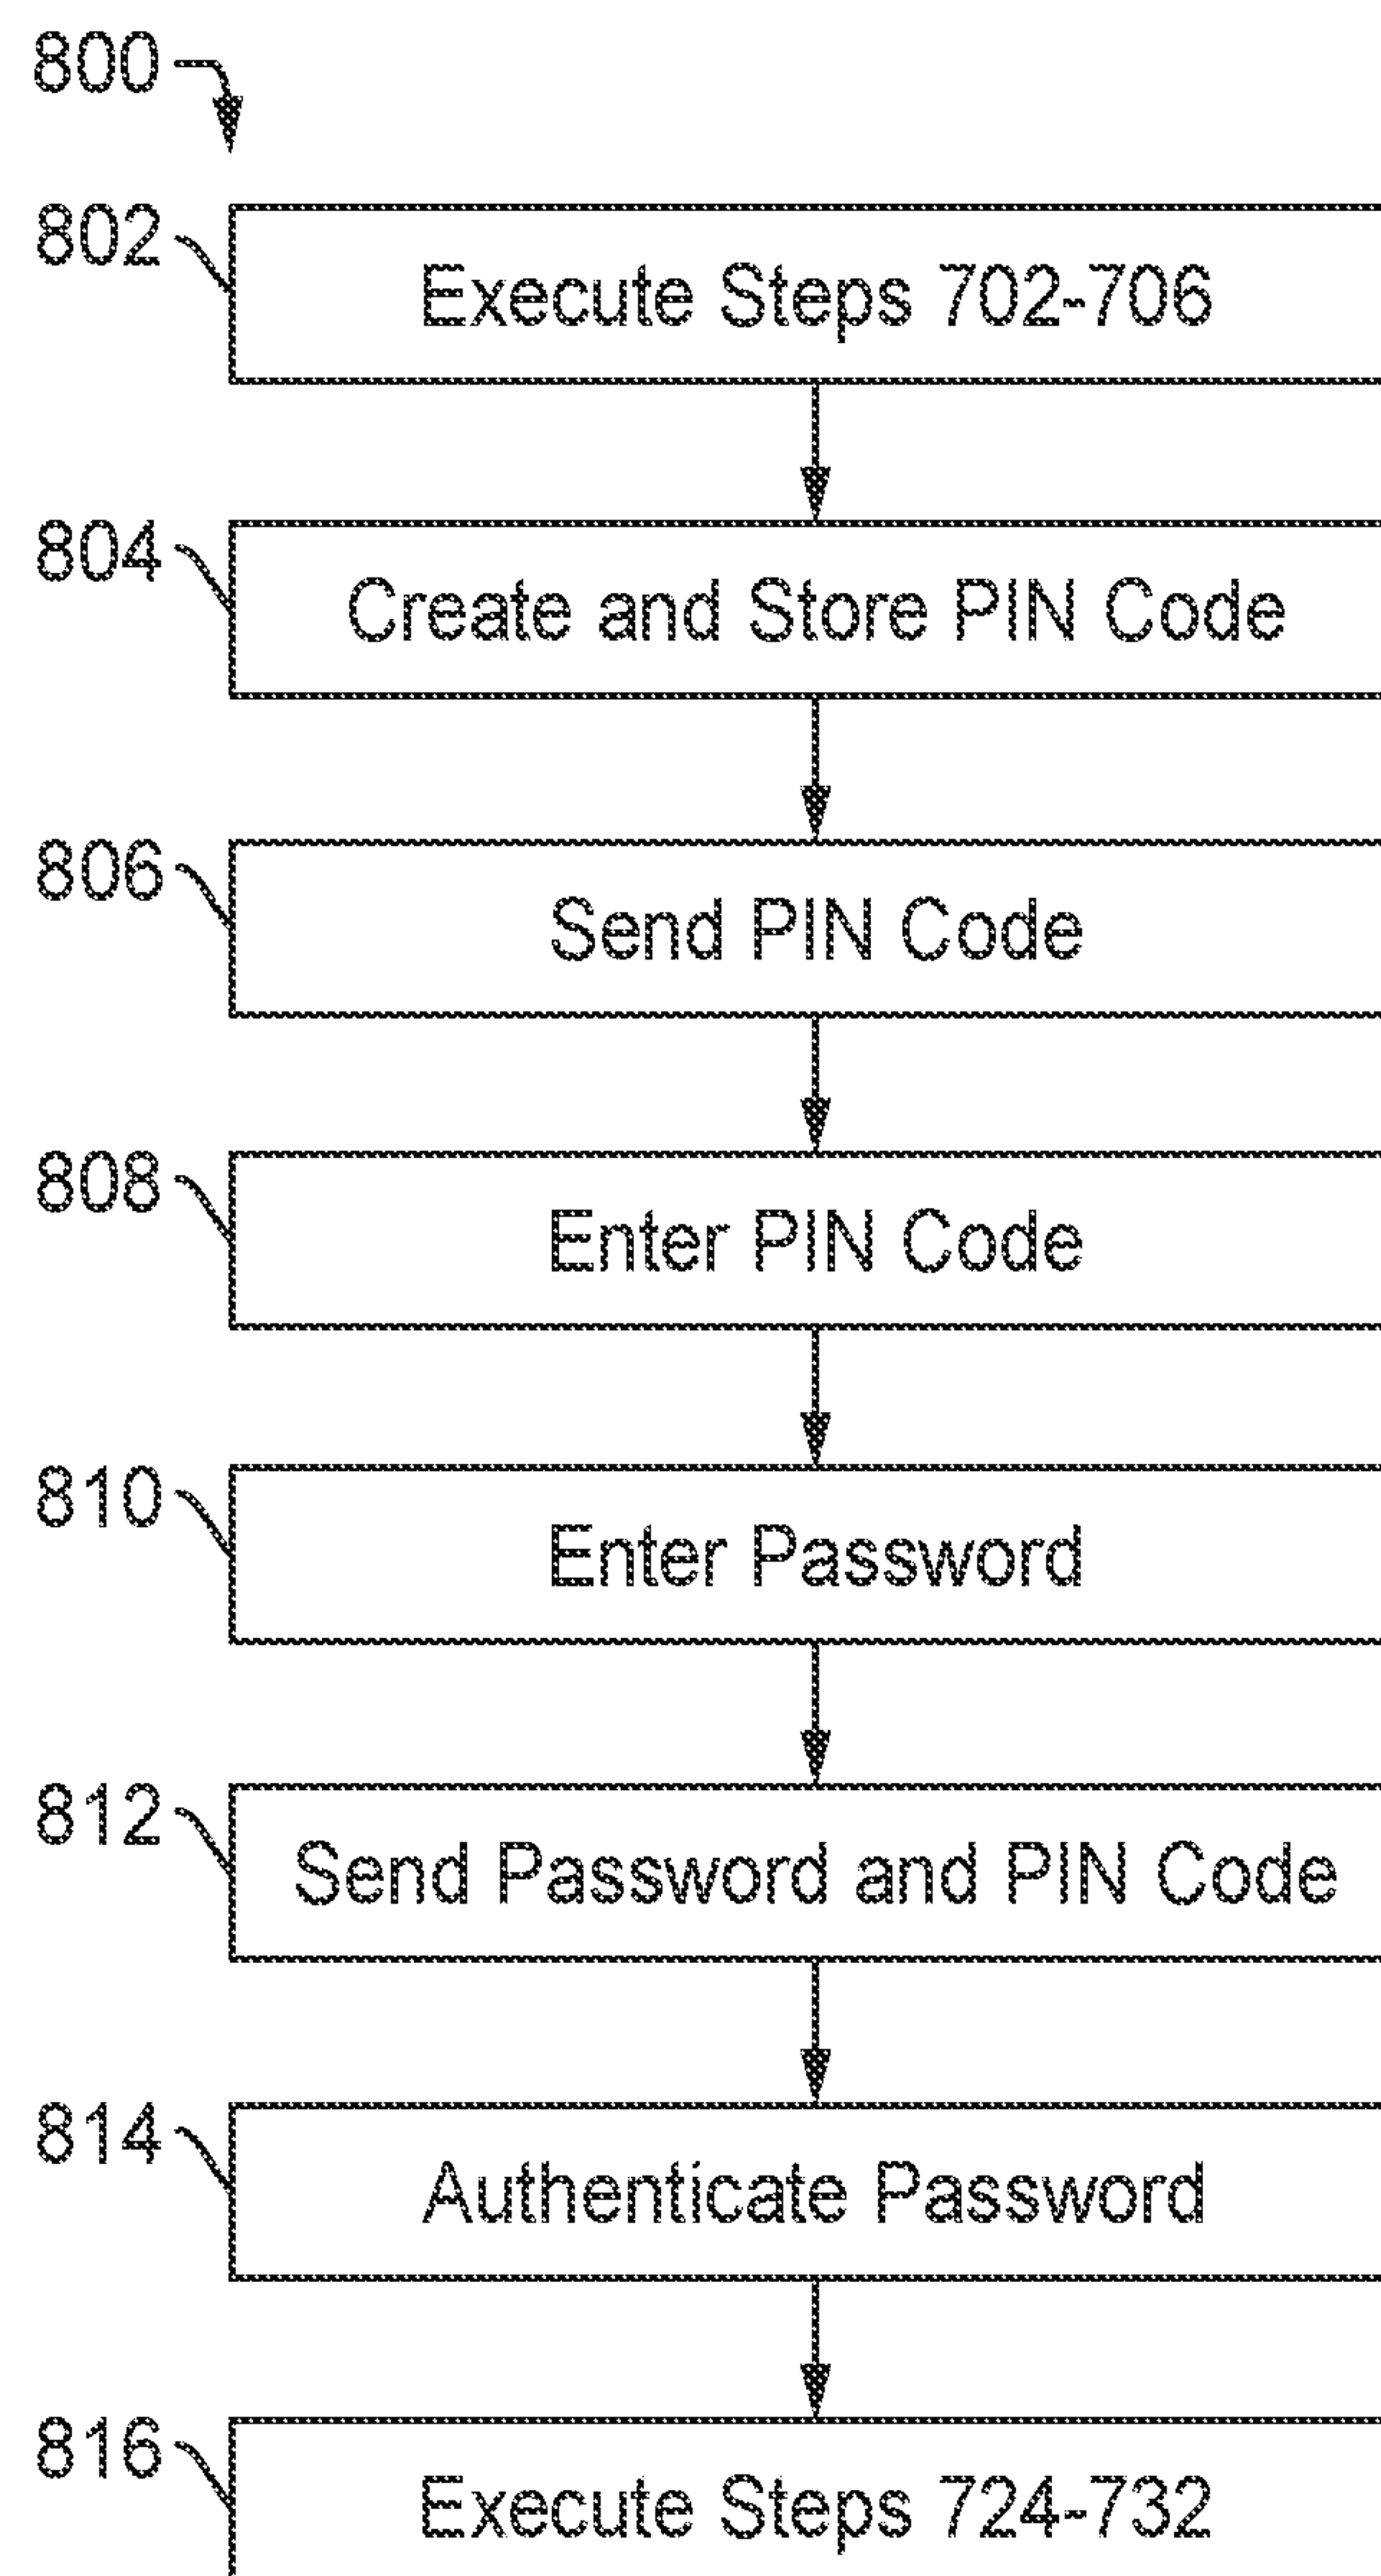 800
802
Execute Steps 702-706
804
Create and Store PIN Code
806
Send PIN Code
808
Enter PIN Code
810
Enter Password
812
Send Password and PIN Code
814
Authenticate Password
816
Execute Steps 724-732